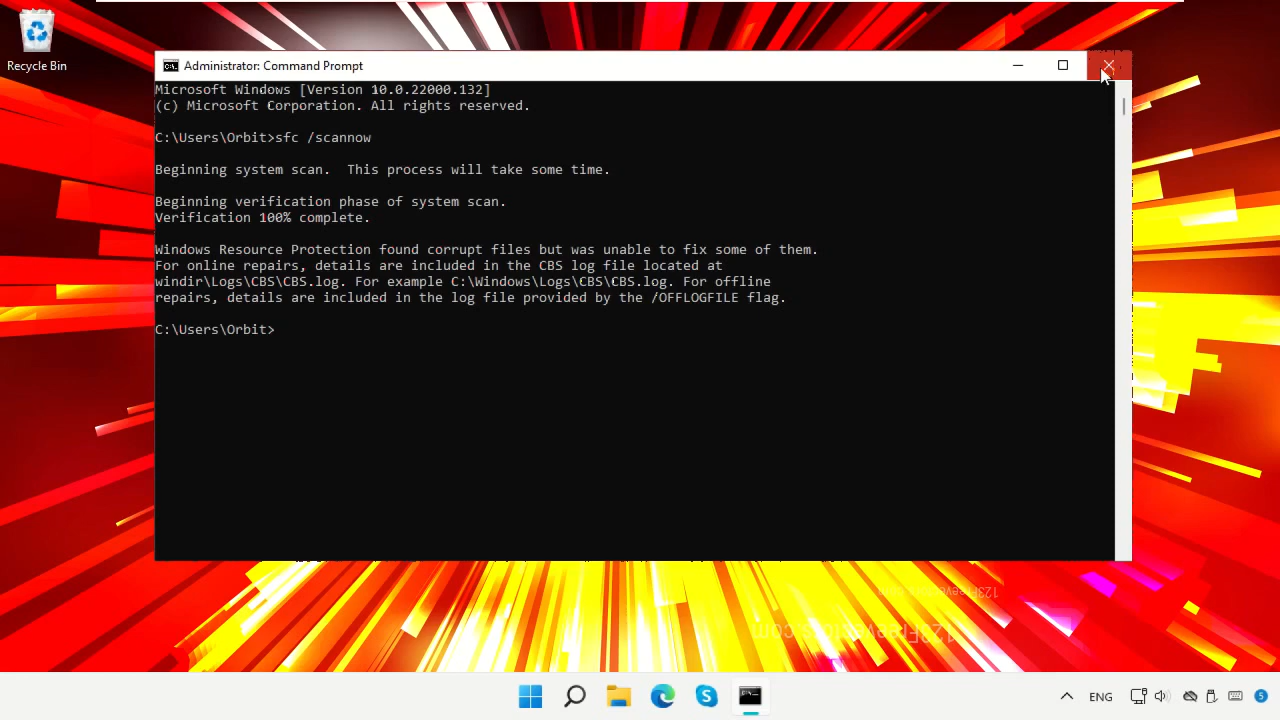 Recycle Bin
Administrator: Command Prompt
Microsoft Windows [Version 10.0.22000.132]
(c) Microsoft Corporation. All rights reserved.
C:\Users\Orbit>sfc /scannow
Beginning system scan.  This process will take some time.
Beginning verification phase of system scan.
Verification 100% complete.
Windows Resource Protection found corrupt files but was unable to fix some of them.
For online repairs, details are included in the CBS log file located at
windir\Logs\CBS\CBS.log. For example C:\Windows\Logs\CBS\CBS.log. For offline
repairs, details are included in the log file provided by the /OFFLOGFILE flag.
C:\Users\Orbit>
123Freevectors.com
123Freevectors.com
ENG
5